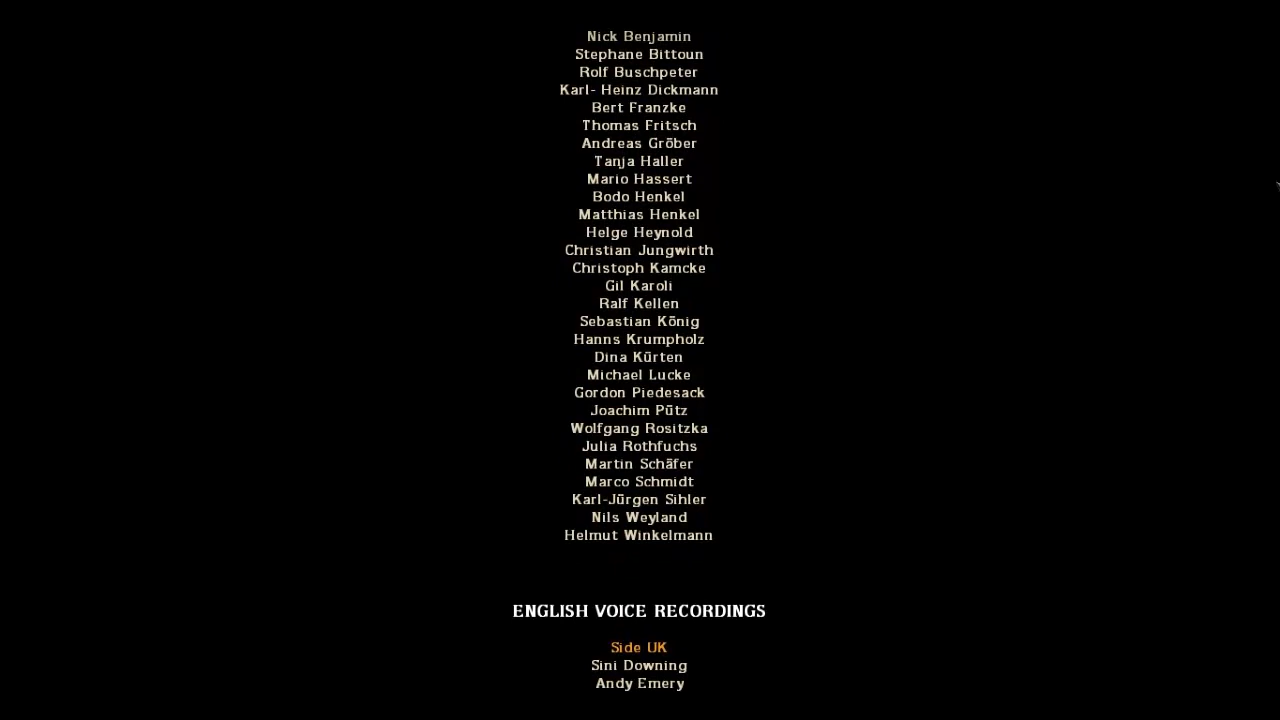 Nick Benjamin
Stephane Bittoun
Rolf Buschpeter
Karl- Heinz Dickmann
Bert Franzke
Thomas Fritsch
Andreas Gröber
Tanja Haller
Mario Hassert
Bodo Henkel
Matthias Henkel
Helge Heynold
Christian Jungwirth
Christoph Kamcke
Gil Karoli
Ralf Kellen
Sebastian König
Hanns Krumpholz
Dina Kürten
Michael Lucke
Gordon Piedesack
Joachim Pütz
Wolfgang Rositzka
Julia Rothfuchs
Martin Schäfer
Marco Schmidt
Karl-Jürgen Sihler
Nils Weyland
Helmut Winkelmann
ENGLISH VOICE RECORDINGS
Side UK
Sini Downing
Andy Emery